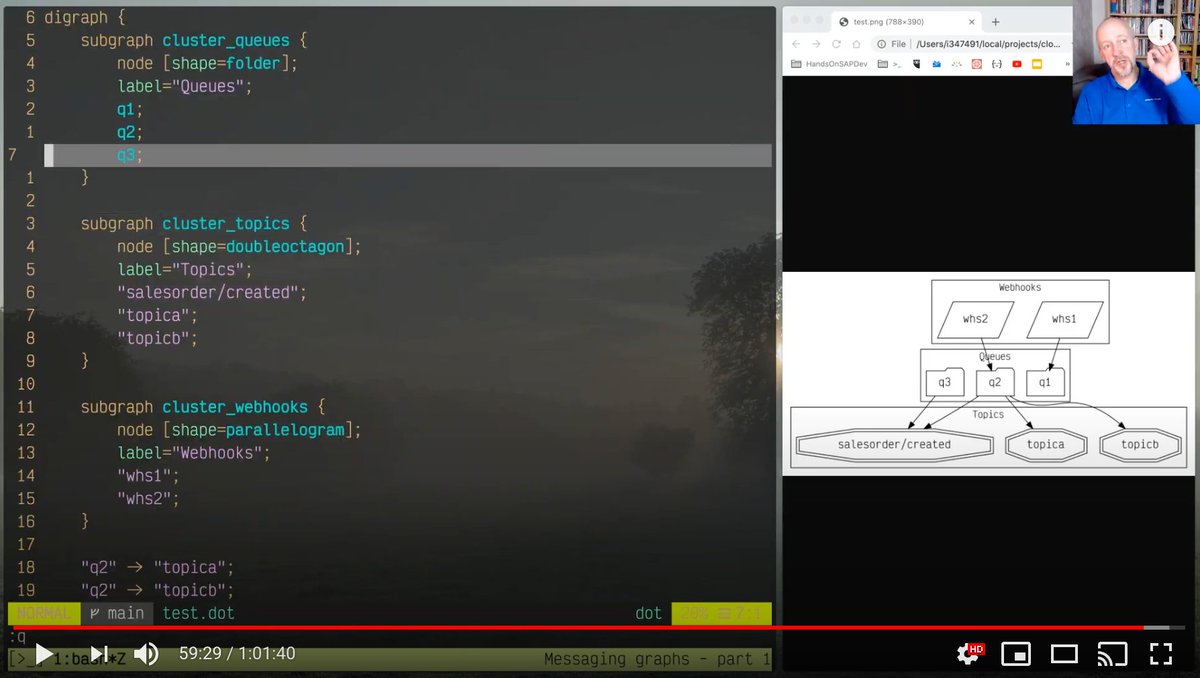 6 digraph {
5 subgraph cluster_queues {
4 node [shape=folder];
3 label="Queues";
2 q1;
1 q2;
7 q3;
1 }
2
3 subgraph cluster_topics {
4 node [shape=doubleoctagon];
5 label="Topics";
6 "salesorder/created";
7 "topica";
8 "topicb";
9 }
10
11 subgraph cluster_webhooks {
12 node [shape=parallelogram];
13 label="Webhooks";
14 "whs1";
15 "whs2";
16 }
17
18 "q2" -> "topica";
19 "q2" -> "topicb";
NORMAL main test.dot dot 20% 7:1
:q
59:29 / 1:01:40
HD
[>_] 1:bash*Z Messaging graphs - part 1
test.png (788×390)
File /Users/i347491/local/projects/clo...
HandsOnSAPDev
Webhooks
whs2 whs1
Queues
q3 q2 q1
Topics
salesorder/created topica topicb